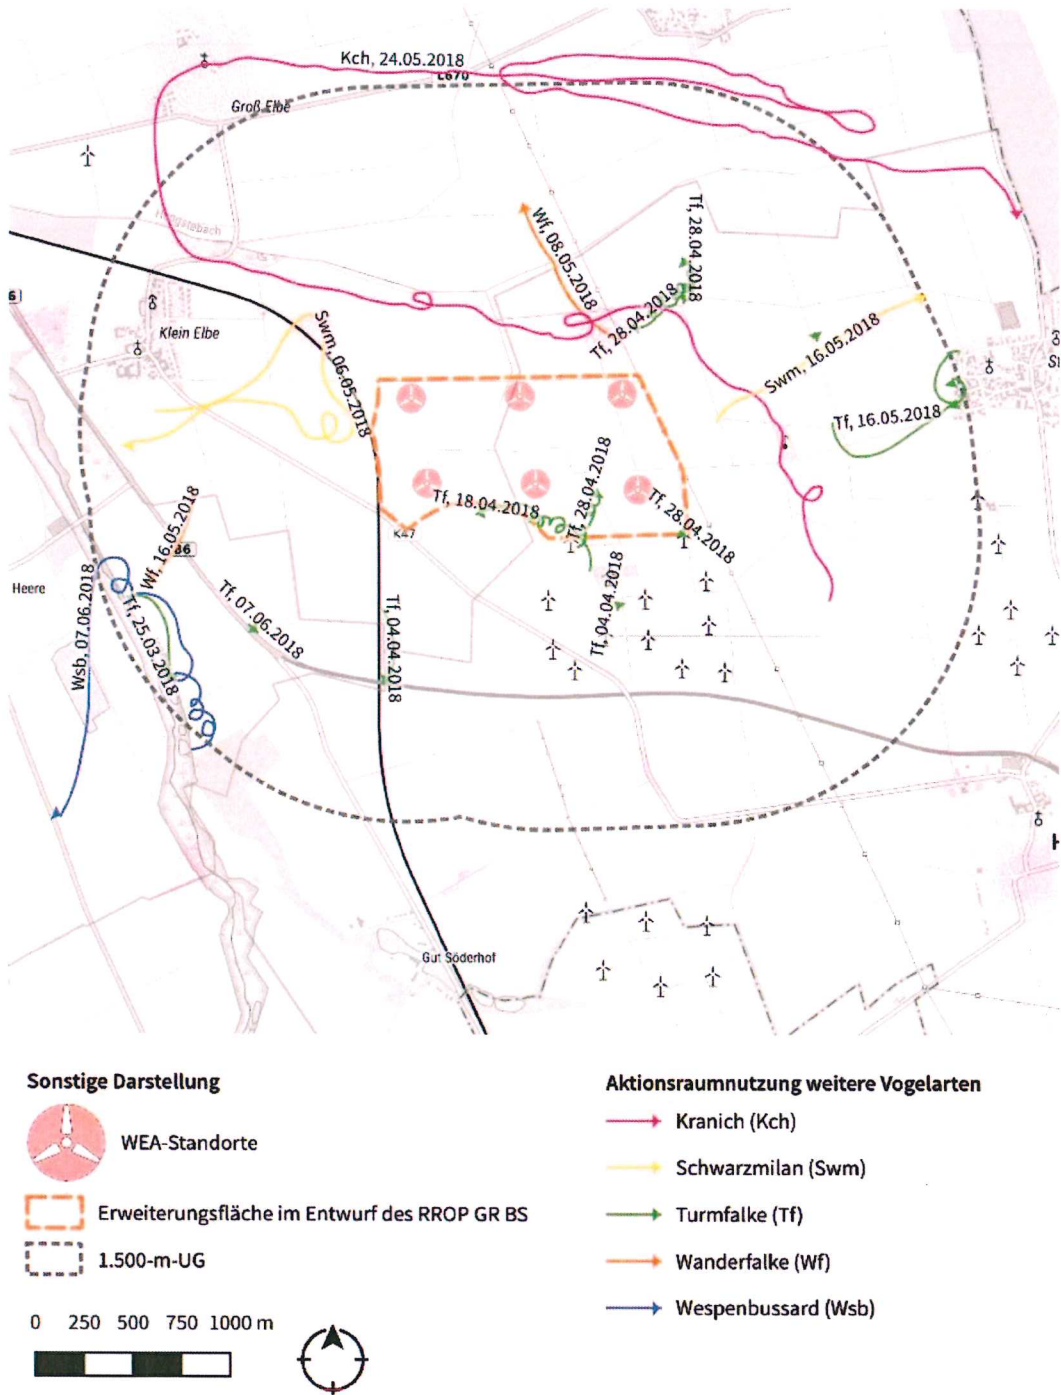 Kch, 24.05.2018
L670
Groß Elbe
Wf, 08.05.2018
Tf, 28.04.2018
Tf, 28.04.2018
6
Klein Elbe
Swm, 06.05.2018
Swm, 16.05.2018
Tf, 16.05.2018
Tf, 18.04.2018
Tf, 28.04.2018
Tf, 28.04.2018
K47
Wf, 16.05.2018
Heere
Wsb, 07.06.2018
Tf, 25.03.2018
Tf, 07.06.2018
Tf, 04.04.2018
Tf, 04.04.2018
Gut Söderhof
H
Sonstige Darstellung
WEA-Standorte
Erweiterungsfläche im Entwurf des RROP GR BS
1.500-m-UG
0 250 500 750 1000 m
Aktionsraumnutzung weitere Vogelarten
Kranich (Kch)
Schwarzmilan (Swm)
Turmfalke (Tf)
Wanderfalke (Wf)
Wespenbussard (Wsb)